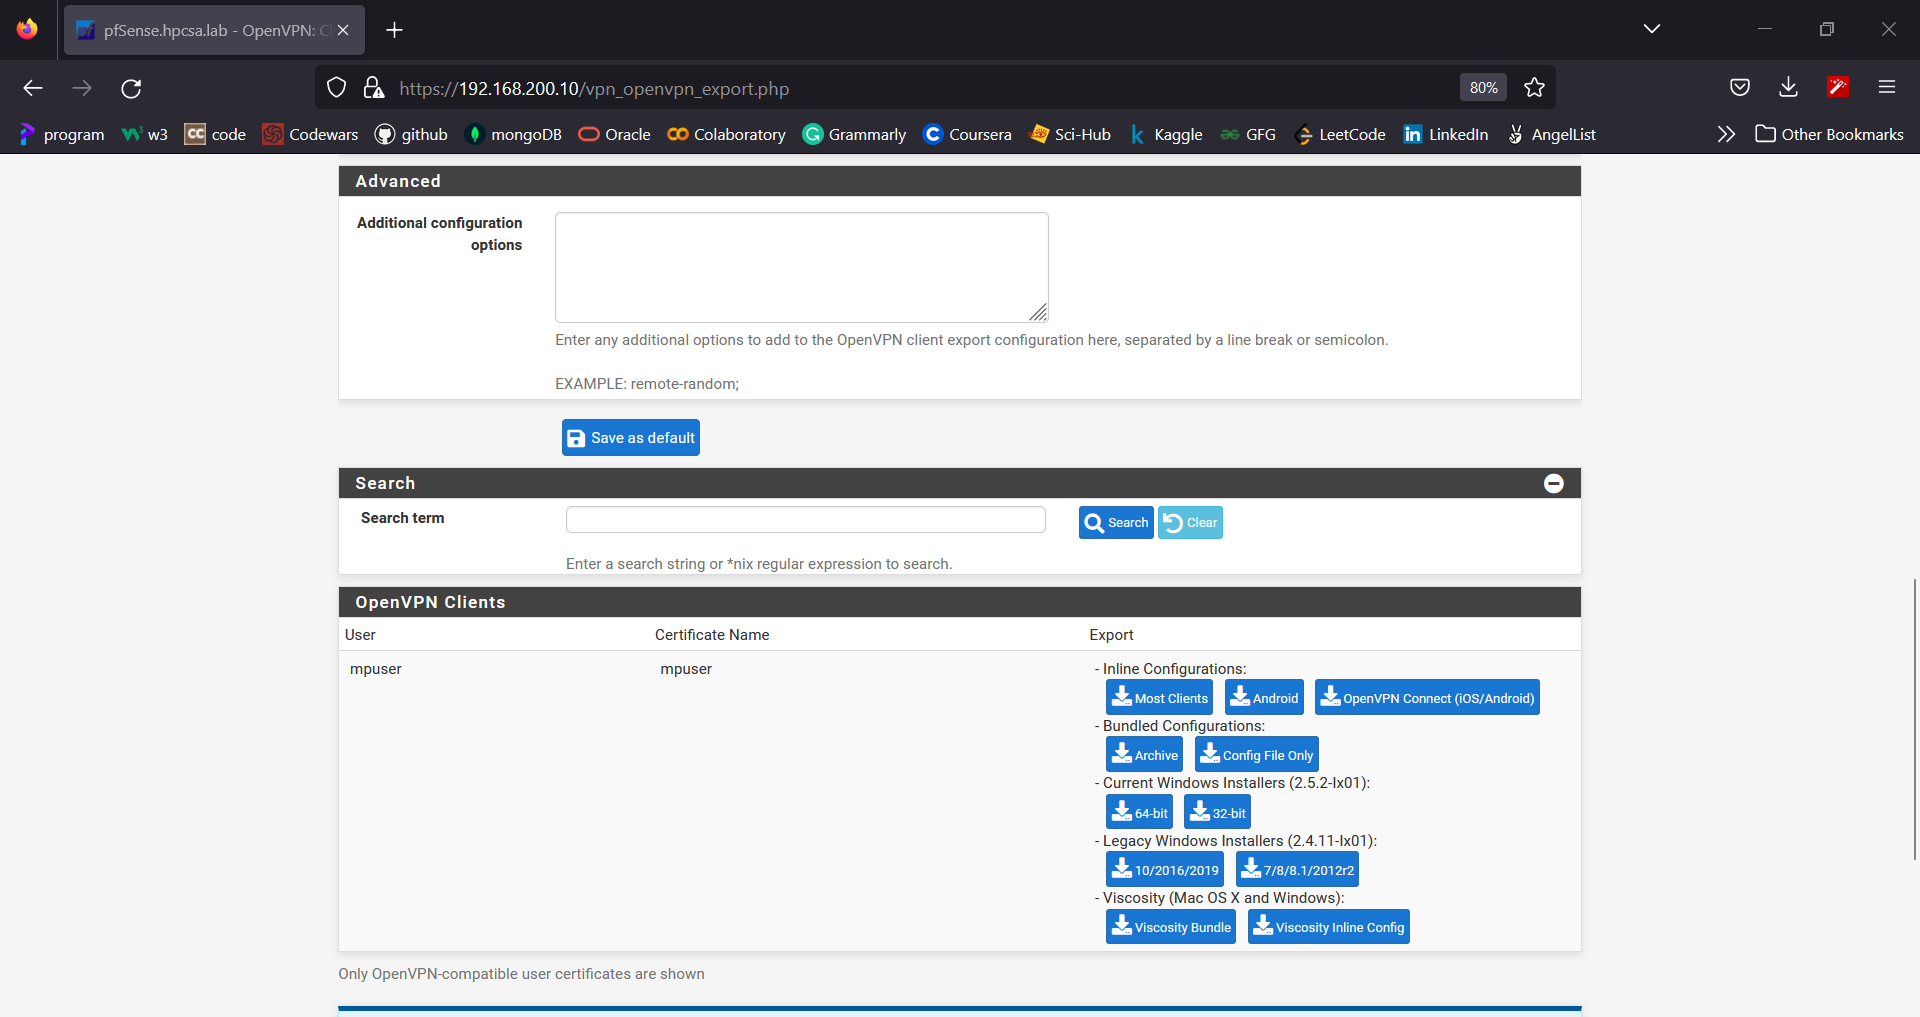 pfSense.hpcsa.lab - OpenVPN: Cl
https://192.168.200.10/vpn_openvpn_export.php
80%
program w3 code Codewars github mongoDB Oracle Colaboratory Grammarly Coursera Sci-Hub Kaggle GFG LeetCode LinkedIn AngelList Other Bookmarks
Advanced
Additional configuration
options
Enter any additional options to add to the OpenVPN client export configuration here, separated by a line break or semicolon.
EXAMPLE: remote-random;
Save as default
Search
Search term
Search Clear
Enter a search string or *nix regular expression to search.
OpenVPN Clients
User Certificate Name Export
mpuser mpuser - Inline Configurations:
Most Clients Android OpenVPN Connect (iOS/Android)
- Bundled Configurations:
Archive Config File Only
- Current Windows Installers (2.5.2-Ix01):
64-bit 32-bit
- Legacy Windows Installers (2.4.11-Ix01):
10/2016/2019 7/8/8.1/2012r2
- Viscosity (Mac OS X and Windows):
Viscosity Bundle Viscosity Inline Config
Only OpenVPN-compatible user certificates are shown